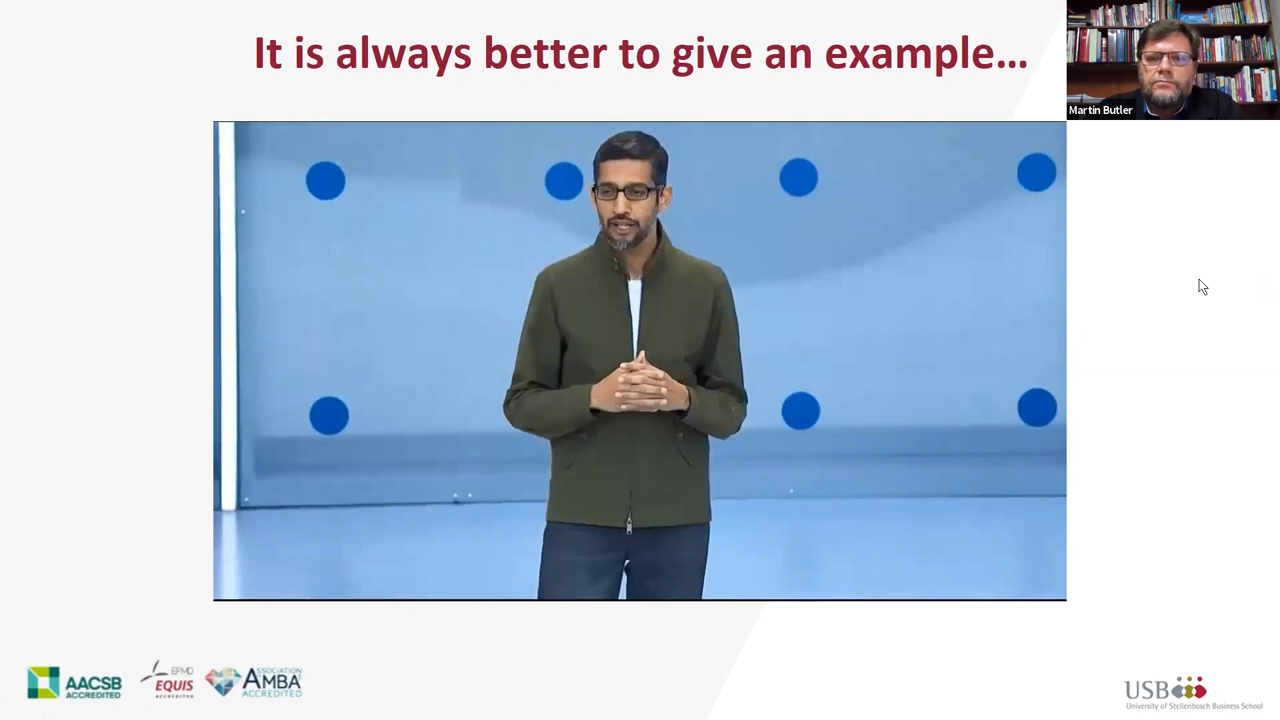 It is always better to give an example...
Martin Butler
AACSB
ACCREDITED
EFMD
EQUIS
ACCREDITED
ASSOCIATION
AMBA
ACCREDITED
USB
University of Stellenbosch Business School